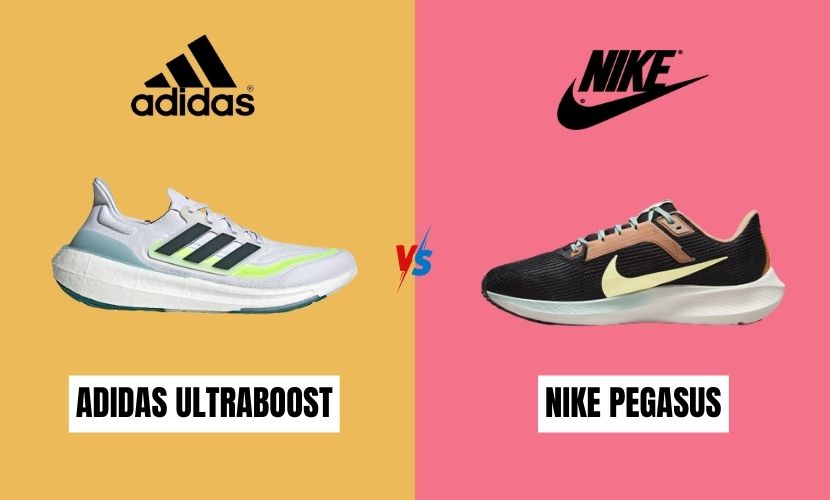 adidas
NIKE
VS
ADIDAS ULTRABOOST
NIKE PEGASUS